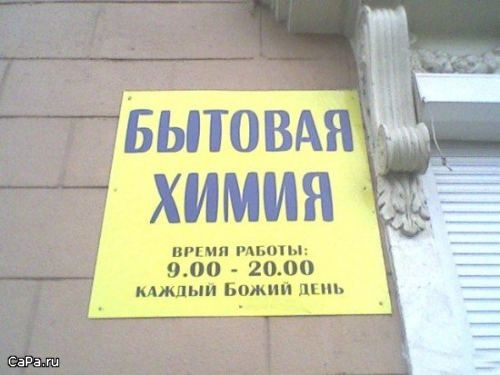 БЫТОВАЯ
ХИМИЯ
ВРЕМЯ РАБОТЫ:
9.00 - 20.00
КАЖДЫЙ БОЖИЙ ДЕНЬ
CaPa.ru